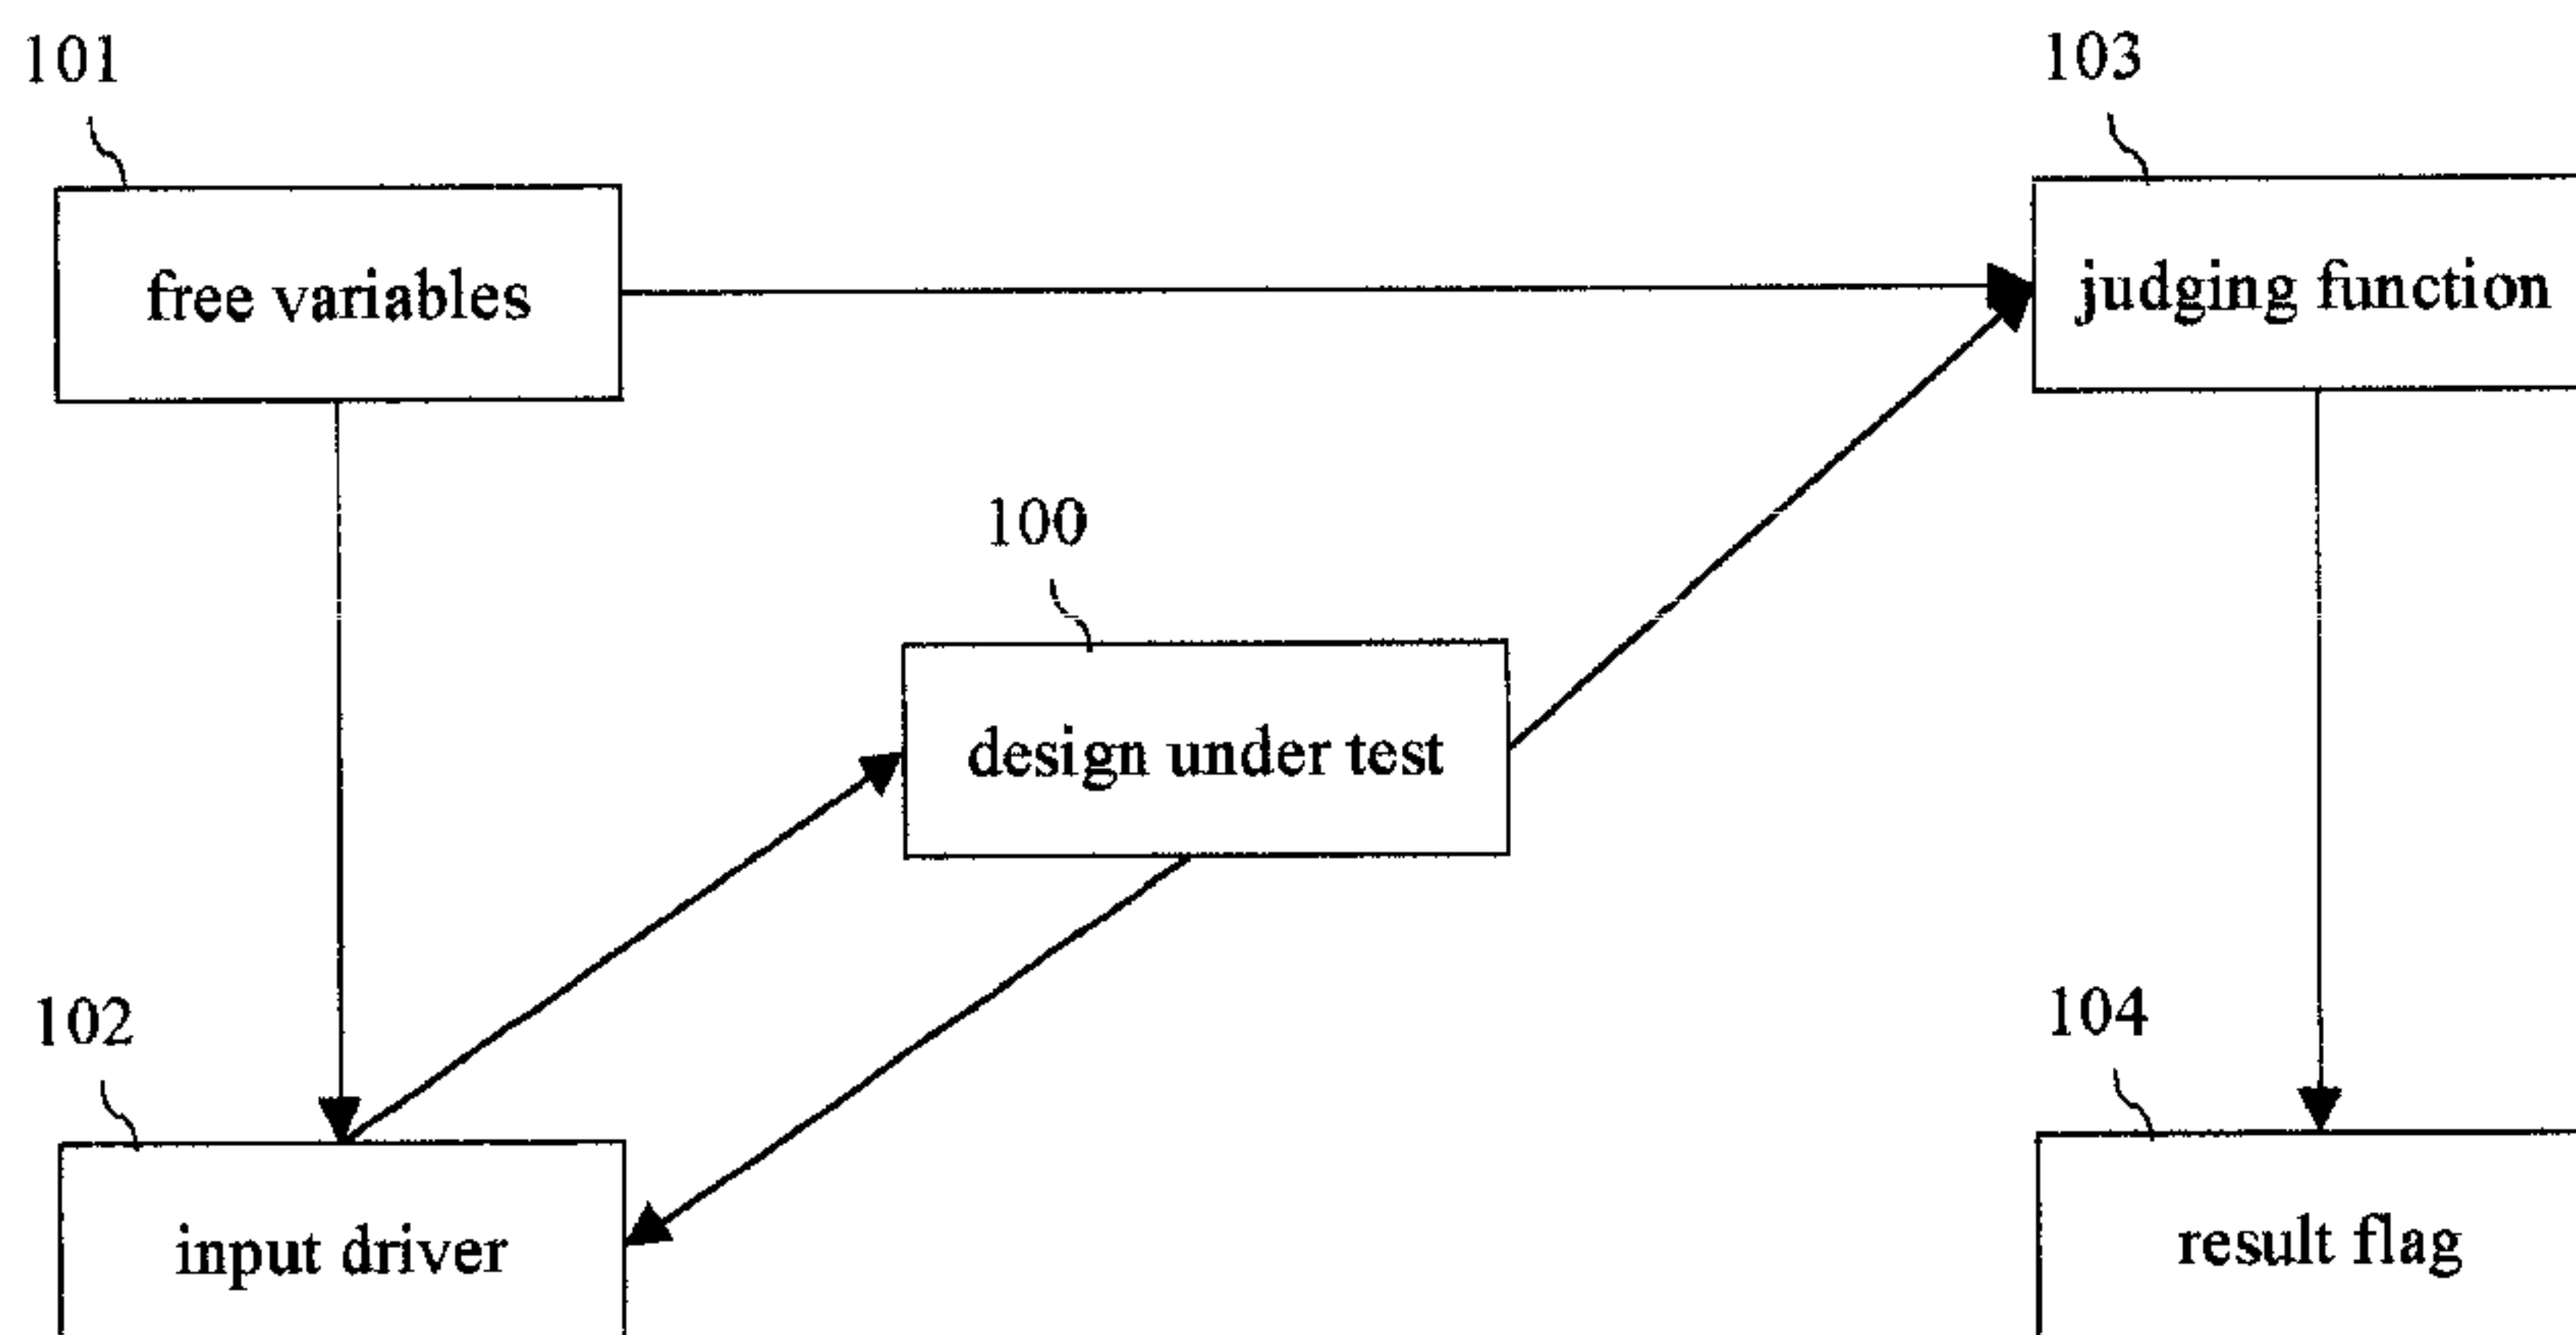 101
103
free variables
judging function
100
design under test
102
104
input driver
result flag